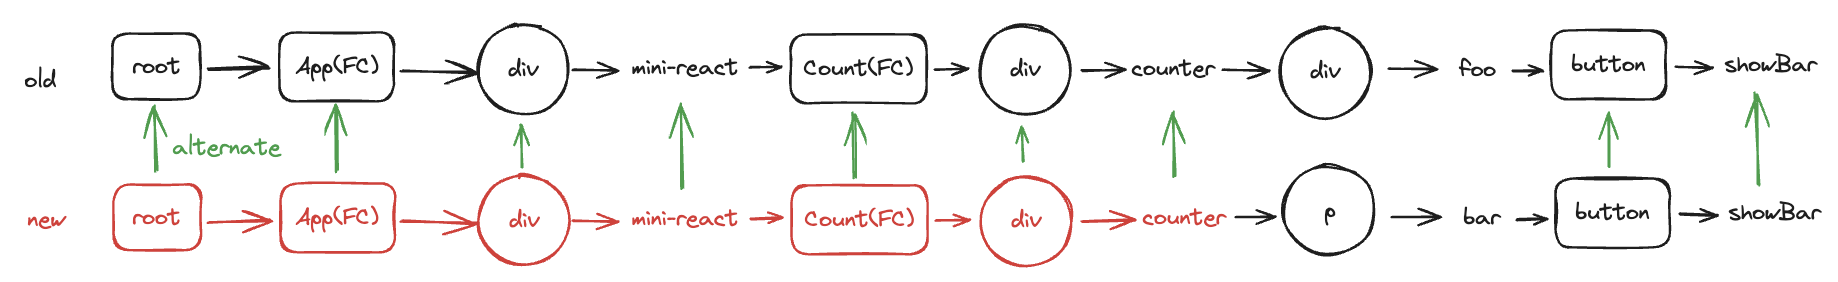 old root App(FC) div mini-react Count(FC) div counter div foo button showBar
alternate
new root App(FC) div mini-react Count(FC) div counter p bar button showBar